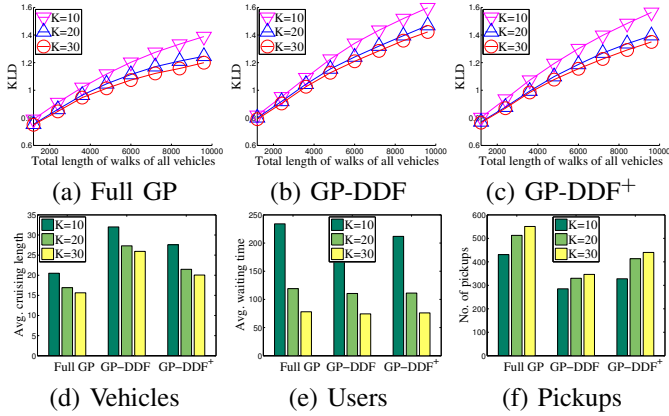 1.6
1.4
1.2
1
0.8
0.6
KLD
K=10
K=20
K=30
2000 4000 6000 8000 10000
Total length of walks of all vehicles
(a) Full GP
1.6
1.4
1.2
1
0.8
0.6
KLD
K=10
K=20
K=30
2000 4000 6000 8000 10000
Total length of walks of all vehicles
(b) GP-DDF
1.6
1.4
1.2
1
0.8
0.6
KLD
K=10
K=20
K=30
2000 4000 6000 8000 10000
Total length of walks of all vehicles
(c) GP-DDF+
35
30
25
20
15
10
5
0
Avg. cruising length
K=10
K=20
K=30
Full GP GP−DDF GP−DDF+
(d) Vehicles
250
200
150
100
50
0
Avg. waiting time
K=10
K=20
K=30
Full GP GP−DDF GP−DDF+
(e) Users
600
500
400
300
200
100
0
No. of pickups
K=10
K=20
K=30
Full GP GP−DDF GP−DDF+
(f) Pickups